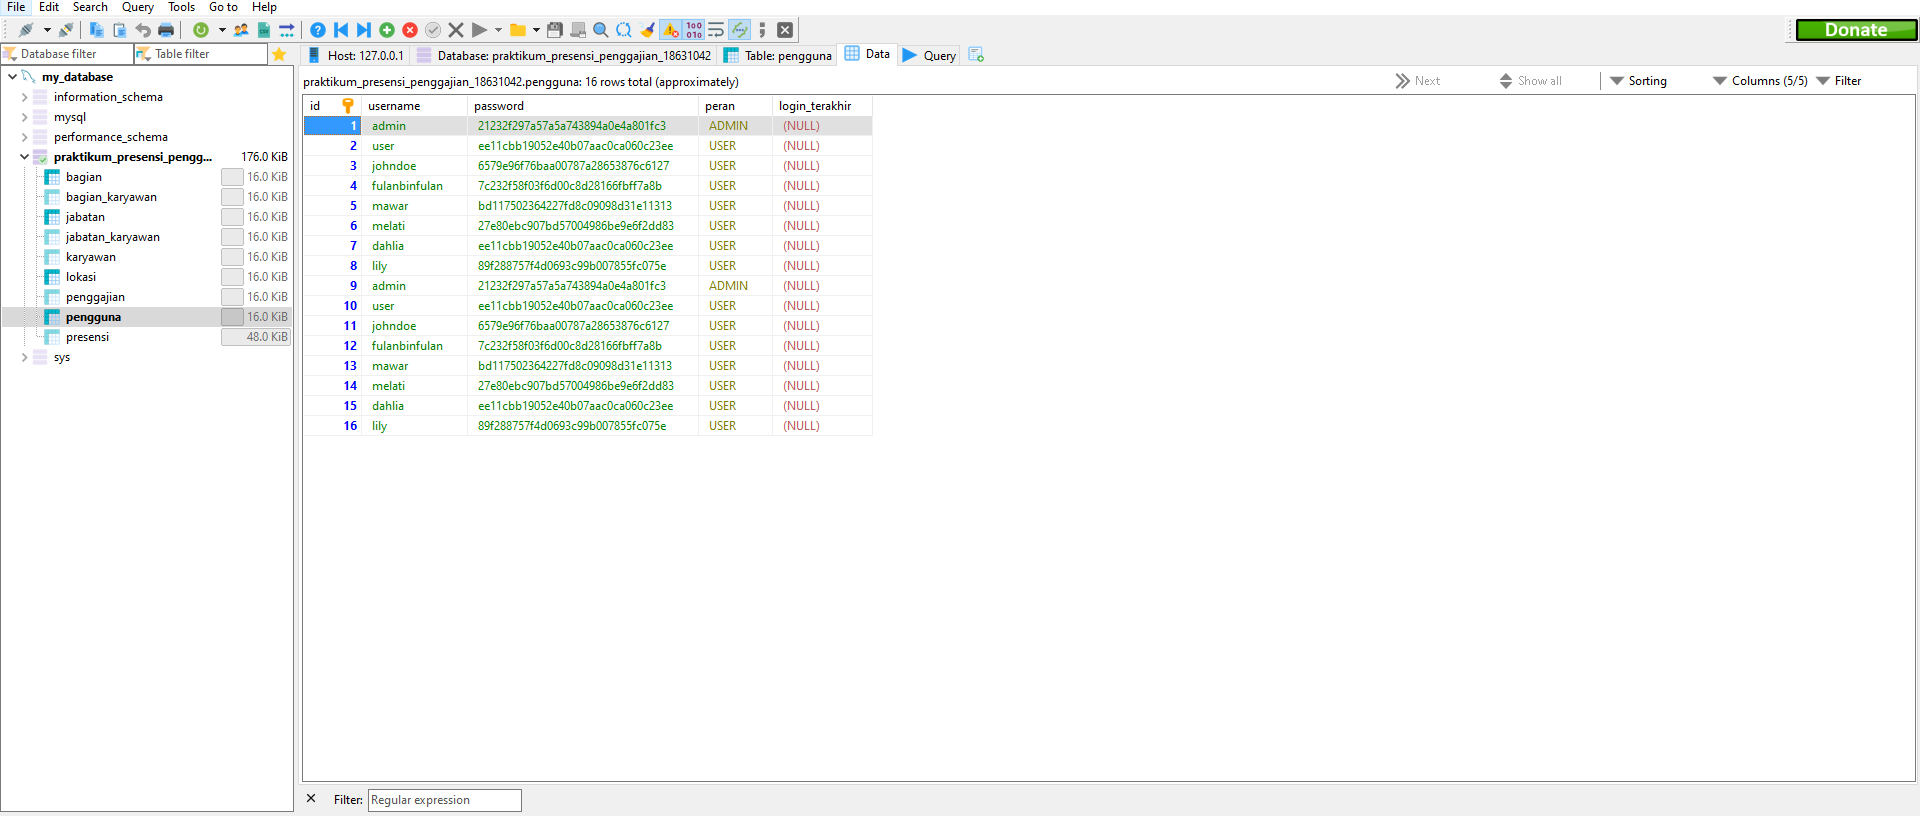 File Edit Search Query Tools Go to Help
Donate
Database filter Table filter Host: 127.0.0.1 Database: praktikum_presensi_penggajian_18631042 Table: pengguna Data Query
my_database
information_schema
mysql
performance_schema
praktikum_presensi_pengg... 176.0 KiB
bagian 16.0 KiB
bagian_karyawan 16.0 KiB
jabatan 16.0 KiB
jabatan_karyawan 16.0 KiB
karyawan 16.0 KiB
lokasi 16.0 KiB
penggajian 16.0 KiB
pengguna 16.0 KiB
presensi 48.0 KiB
sys
praktikum_presensi_penggajian_18631042.pengguna: 16 rows total (approximately) Next Show all Sorting Columns (5/5) Filter
id username password peran login_terakhir
1 admin 21232f297a57a5a743894a0e4a801fc3 ADMIN (NULL)
2 user ee11cbb19052e40b07aac0ca060c23ee USER (NULL)
3 johndoe 6579e96f76baa00787a28653876c6127 USER (NULL)
4 fulanbinfulan 7c232f58f03f6d00c8d28166fbff7a8b USER (NULL)
5 mawar bd117502364227fd8c09098d31e11313 USER (NULL)
6 melati 27e80ebc907bd57004986be9e6f2dd83 USER (NULL)
7 dahlia ee11cbb19052e40b07aac0ca060c23ee USER (NULL)
8 lily 89f288757f4d0693c99b007855fc075e USER (NULL)
9 admin 21232f297a57a5a743894a0e4a801fc3 ADMIN (NULL)
10 user ee11cbb19052e40b07aac0ca060c23ee USER (NULL)
11 johndoe 6579e96f76baa00787a28653876c6127 USER (NULL)
12 fulanbinfulan 7c232f58f03f6d00c8d28166fbff7a8b USER (NULL)
13 mawar bd117502364227fd8c09098d31e11313 USER (NULL)
14 melati 27e80ebc907bd57004986be9e6f2dd83 USER (NULL)
15 dahlia ee11cbb19052e40b07aac0ca060c23ee USER (NULL)
16 lily 89f288757f4d0693c99b007855fc075e USER (NULL)
Filter: Regular expression